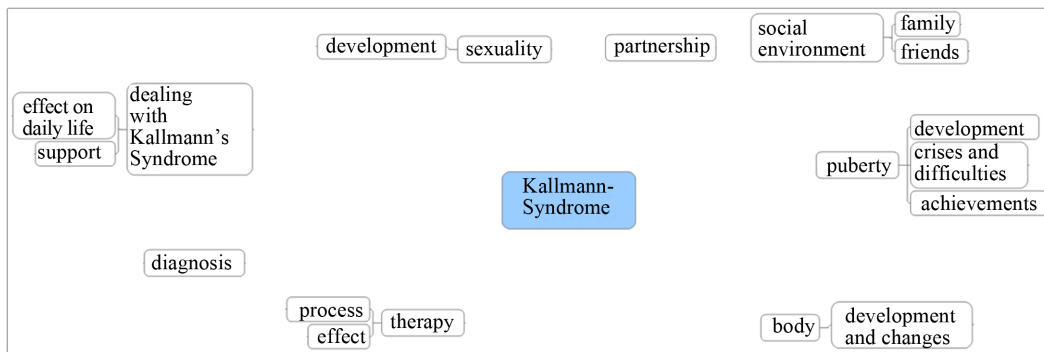 development
sexuality
partnership
social
environment
family
friends
effect on
daily life
support
dealing
with
Kallmann’s
Syndrome
Kallmann-
Syndrome
puberty
development
crises and
difficulties
achievements
diagnosis
process
effect
therapy
body
development
and changes